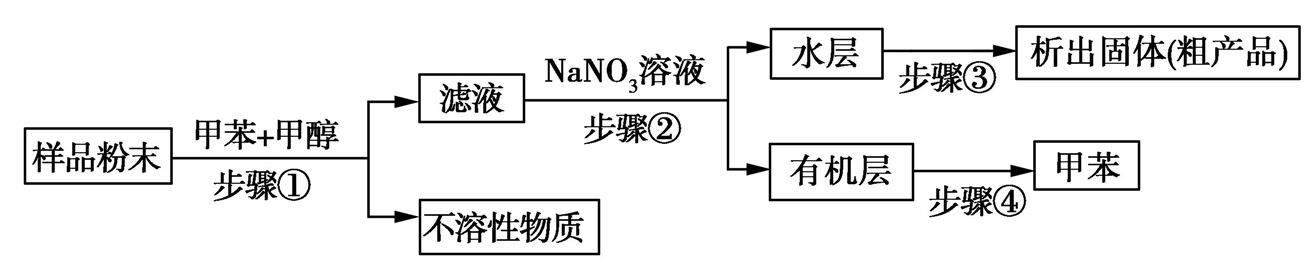 样品粉末
甲苯+甲醇
步骤①
滤液
不溶性物质
NaNO₃溶液
步骤②
水层
有机层
步骤③
析出固体(粗产品)
步骤④
甲苯